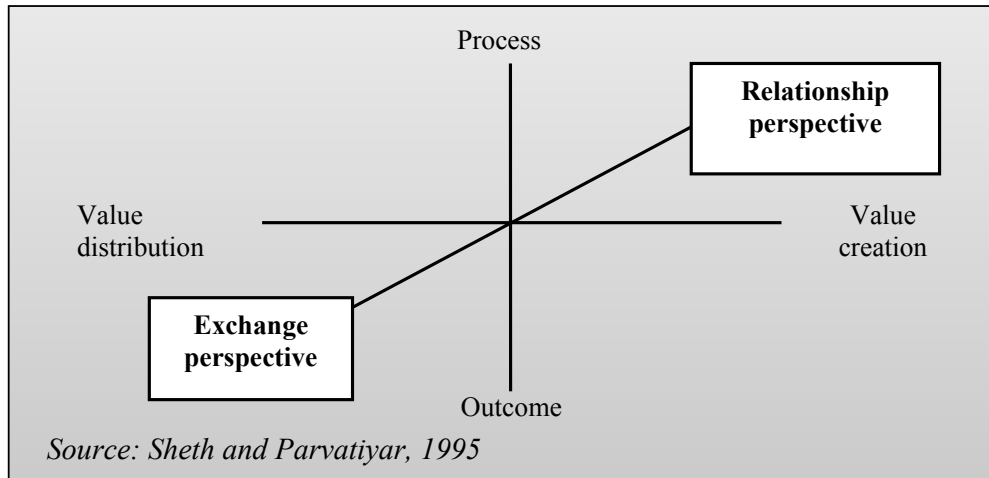 Process
Relationship
perspective
Value
distribution
Value
creation
Exchange
perspective
Outcome
Source: Sheth and Parvatiyar, 1995